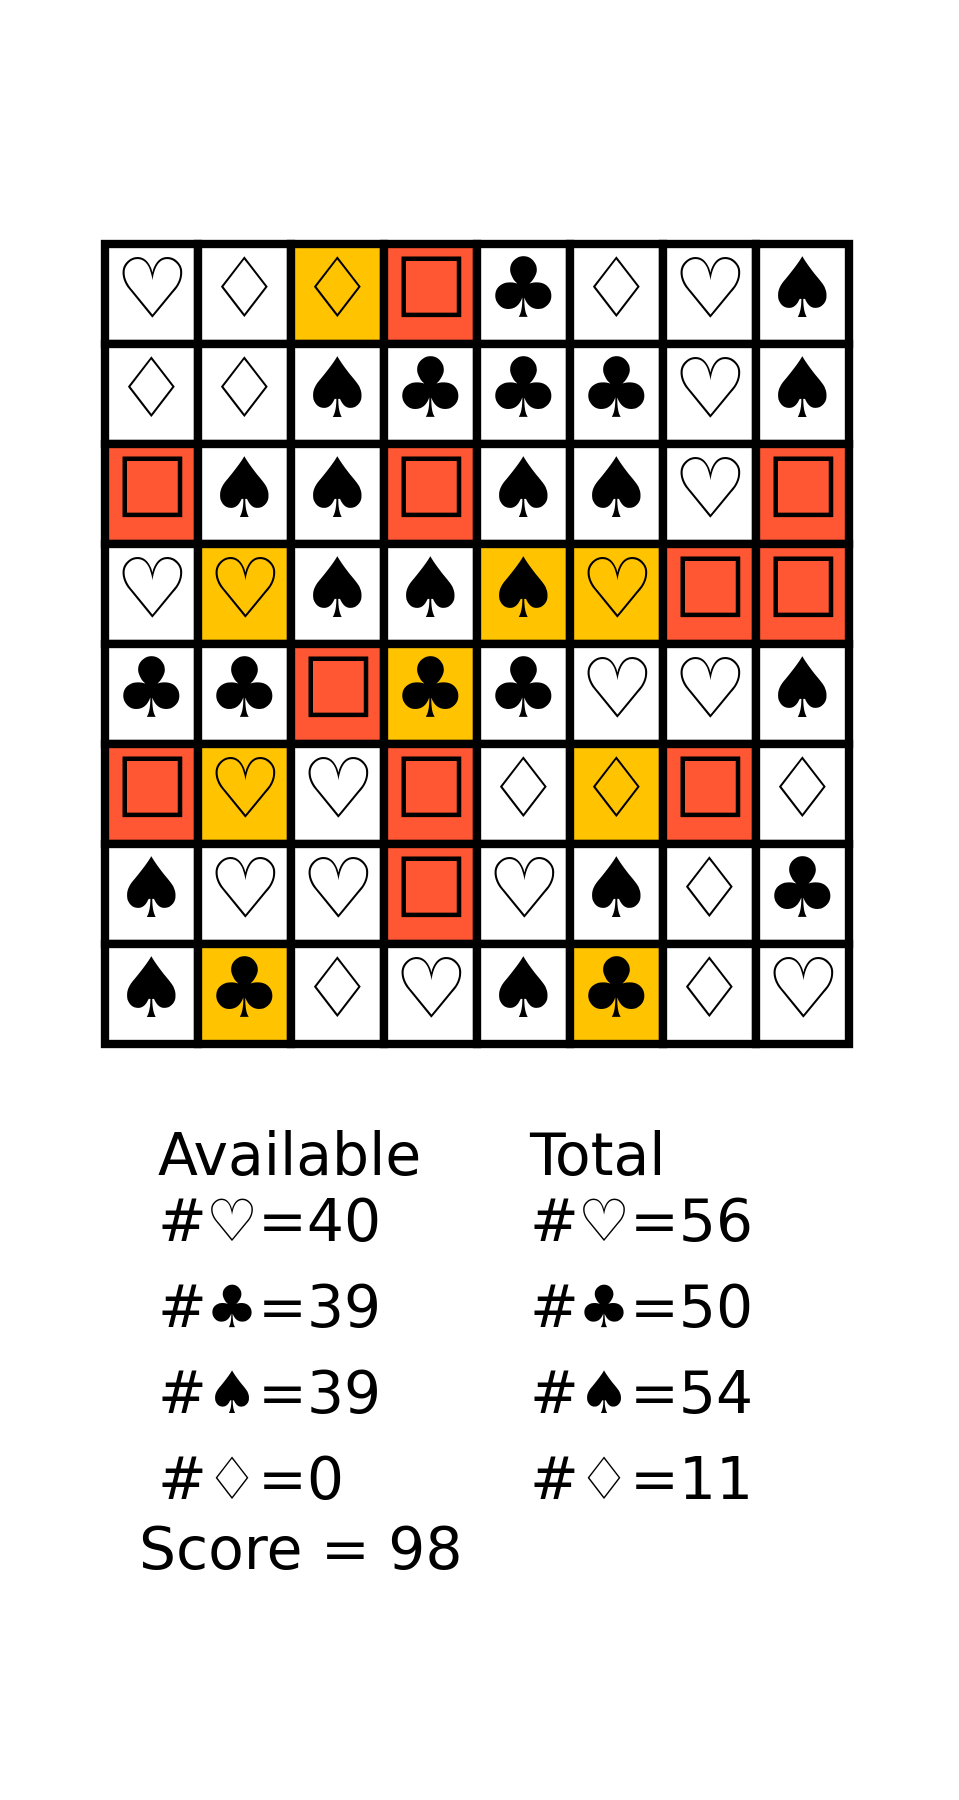 ♡ ♢ ♢ □ ♣ ♢ ♡ ♠
♢ ♢ ♠ ♣ ♣ ♣ ♡ ♠
□ ♠ ♠ □ ♠ ♠ ♡ □
♡ ♡ ♠ ♠ ♠ ♡ □ □
♣ ♣ □ ♣ ♣ ♡ ♡ ♠
□ ♡ ♡ □ ♢ ♢ □ ♢
♠ ♡ ♡ □ ♡ ♠ ♢ ♣
♠ ♣ ♢ ♡ ♠ ♣ ♢ ♡
Available Total
#♡=40 #♡=56
#♣=39 #♣=50
#♠=39 #♠=54
#♢=0 #♢=11
Score = 98